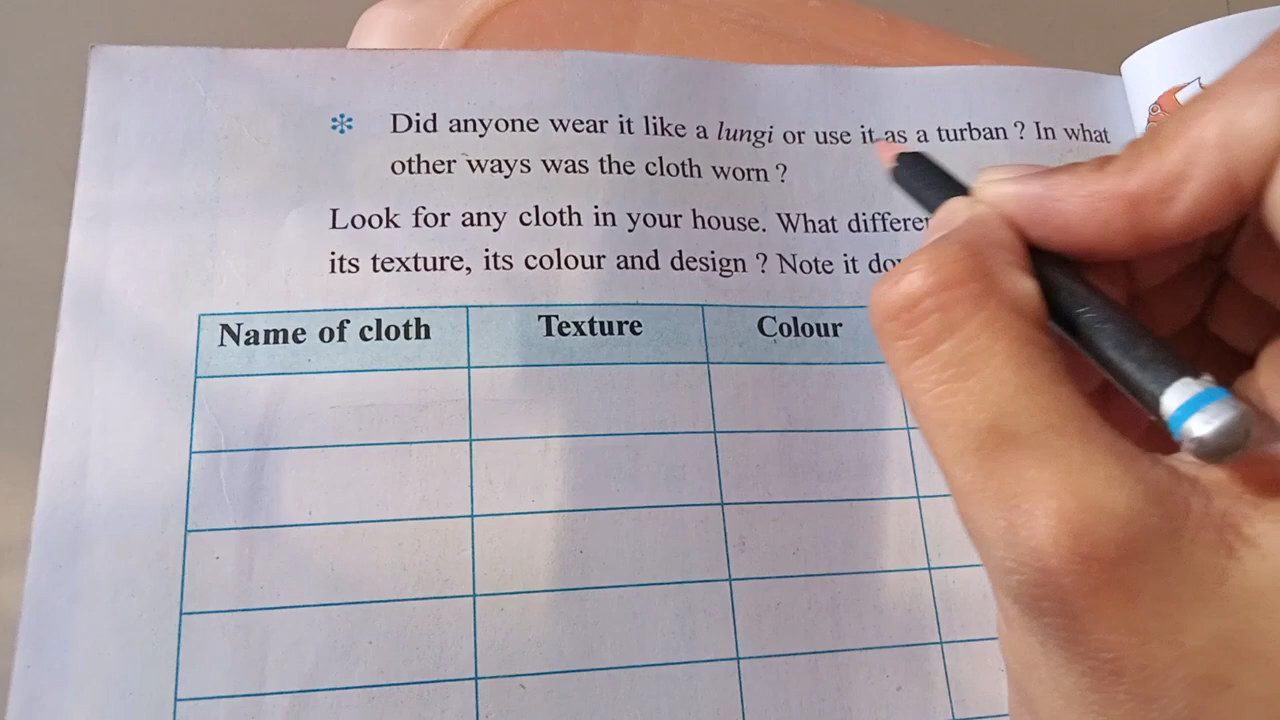 Did anyone wear it like a lungi or use it as a turban ? In what
other ways was the cloth worn ?
Look for any cloth in your house. What
its texture, its colour and design ? Note it
Name of cloth Texture Colour